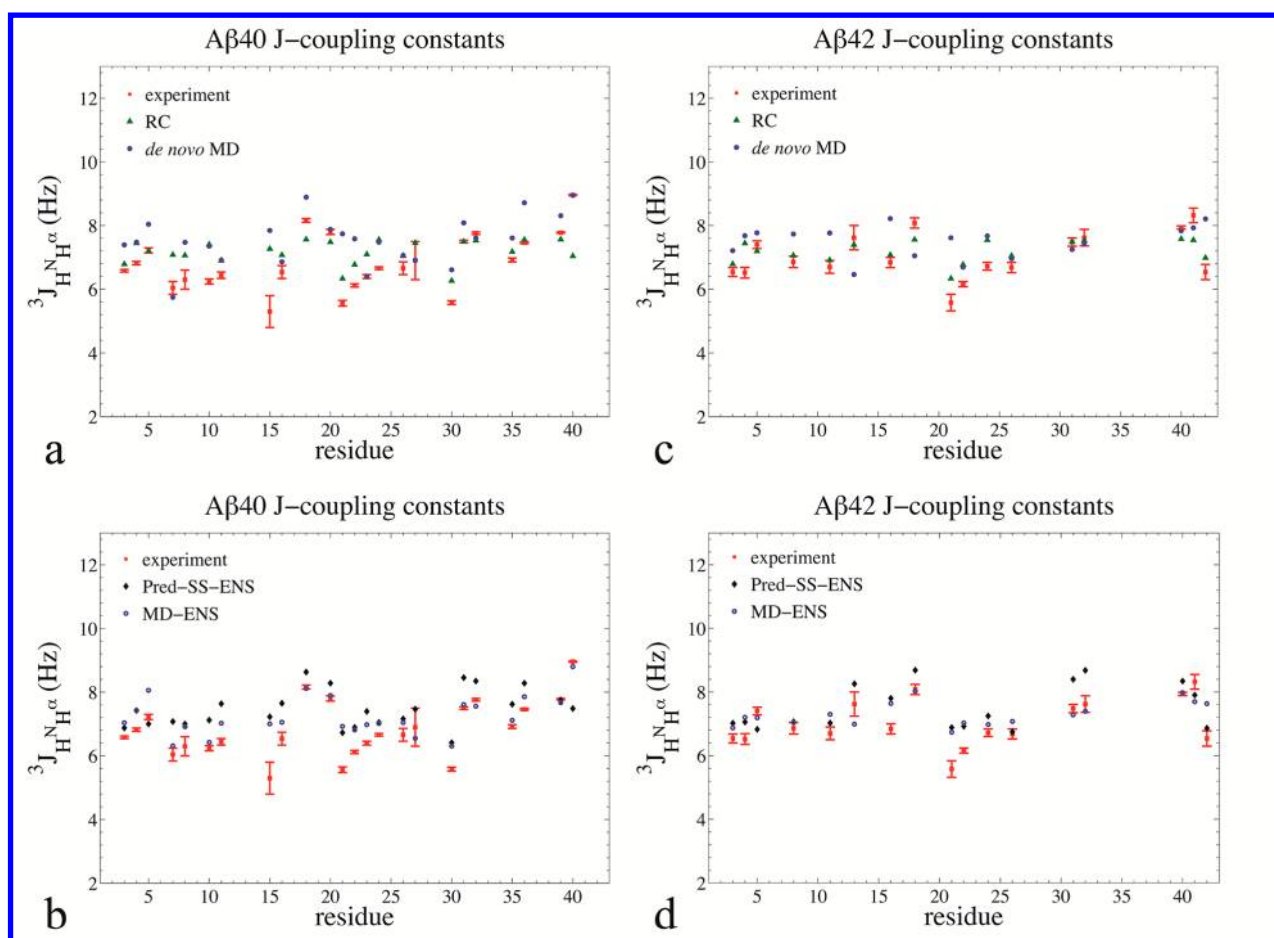 Aβ40 J−coupling constants
experiment
RC
de novo MD
12
10
8
6
4
2
³J_HᴺHᵅ (Hz)
5 10 15 20 25 30 35 40
residue
a
Aβ42 J−coupling constants
experiment
RC
de novo MD
12
10
8
6
4
2
³J_HᴺHᵅ (Hz)
5 10 15 20 25 30 35 40
residue
c
Aβ40 J−coupling constants
experiment
Pred−SS−ENS
MD−ENS
12
10
8
6
4
2
³J_HᴺHᵅ (Hz)
5 10 15 20 25 30 35 40
residue
b
Aβ42 J−coupling constants
experiment
Pred−SS−ENS
MD−ENS
12
10
8
6
4
2
³J_HᴺHᵅ (Hz)
5 10 15 20 25 30 35 40
residue
d